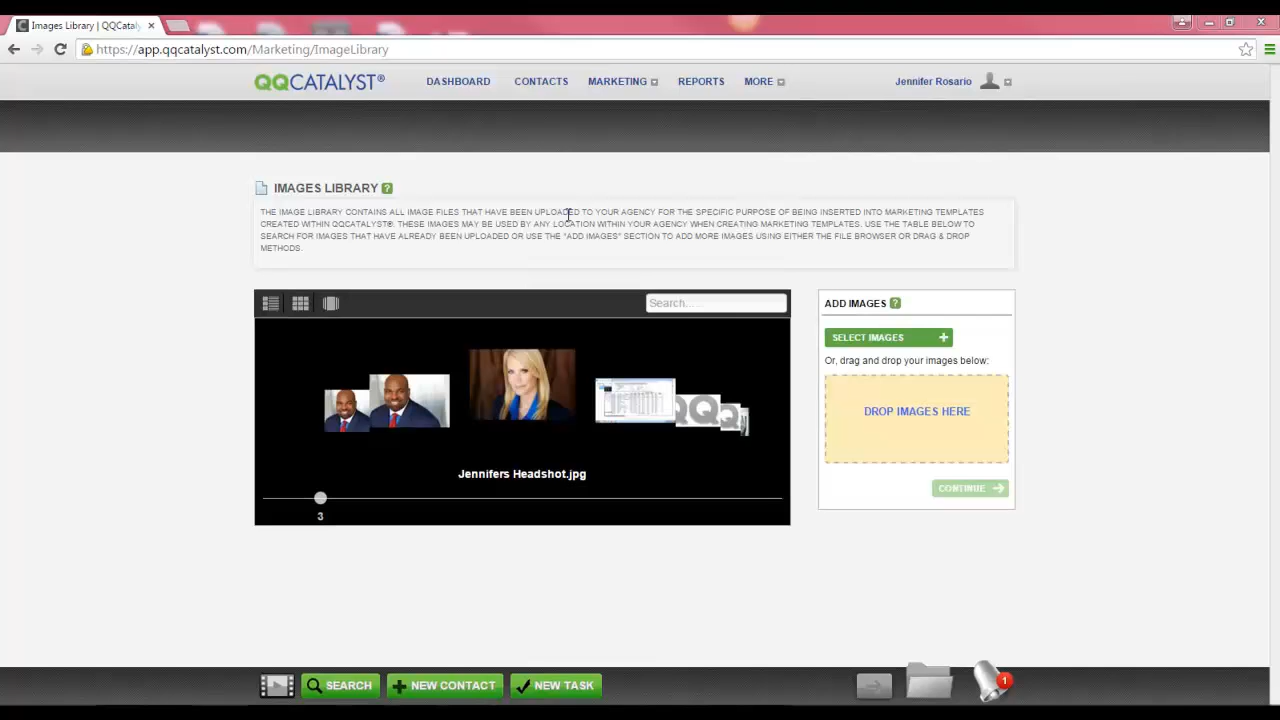 Images Library | QQCataly
https://app.qqcatalyst.com/Marketing/ImageLibrary
QQCATALYST® DASHBOARD CONTACTS MARKETING REPORTS MORE Jennifer Rosario
IMAGES LIBRARY ?
THE IMAGE LIBRARY CONTAINS ALL IMAGE FILES THAT HAVE BEEN UPLOADED TO YOUR AGENCY FOR THE SPECIFIC PURPOSE OF BEING INSERTED INTO MARKETING TEMPLATES
CREATED WITHIN QQCATALYST®. THESE IMAGES MAY BE USED BY ANY LOCATION WITHIN YOUR AGENCY WHEN CREATING MARKETING TEMPLATES. USE THE TABLE BELOW TO
SEARCH FOR IMAGES THAT HAVE ALREADY BEEN UPLOADED OR USE THE "ADD IMAGES" SECTION TO ADD MORE IMAGES USING EITHER THE FILE BROWSER OR DRAG & DROP
METHODS.
Search......
ADD IMAGES ?
SELECT IMAGES +
Or, drag and drop your images below:
DROP IMAGES HERE
CONTINUE
Jennifers Headshot.jpg
3
SEARCH NEW CONTACT NEW TASK 1